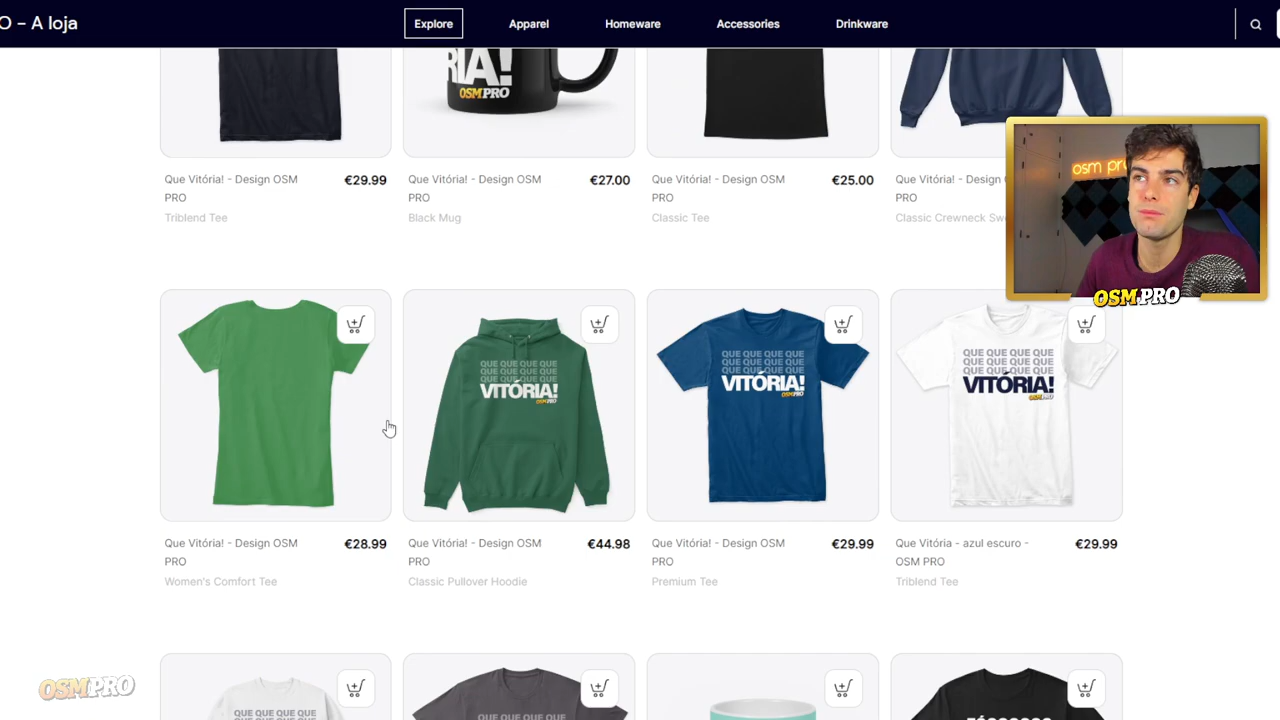 O – A loja
Explore
Apparel
Homeware
Accessories
Drinkware
RIA!
OSMPRO
Que Vitória! - Design OSM
PRO
€29.99
Triblend Tee
Que Vitória! - Design OSM
PRO
€27.00
Black Mug
Que Vitória! - Design OSM
PRO
€25.00
Classic Tee
Que Vitória! - Design
PRO
Classic Crewneck
osm pro
OSM.PRO
QUE QUE QUE QUE
QUE QUE QUE QUE
QUE QUE QUE QUE
VITÓRIA!
OSMPRO
QUE QUE QUE QUE
QUE QUE QUE QUE
QUE QUE QUE QUE
VITÓRIA!
OSMPRO
QUE QUE QUE QUE
QUE QUE QUE QUE
QUE QUE QUE QUE
VITÓRIA!
OSMPRO
Que Vitória! - Design OSM
PRO
€28.99
Women's Comfort Tee
Que Vitória! - Design OSM
PRO
€44.98
Classic Pullover Hoodie
Que Vitória! - Design OSM
PRO
€29.99
Premium Tee
Que Vitória - azul escuro -
OSM PRO
€29.99
Triblend Tee
OSMPRO
QUE QUE QUE QUE
QUE QUE QUE QUE